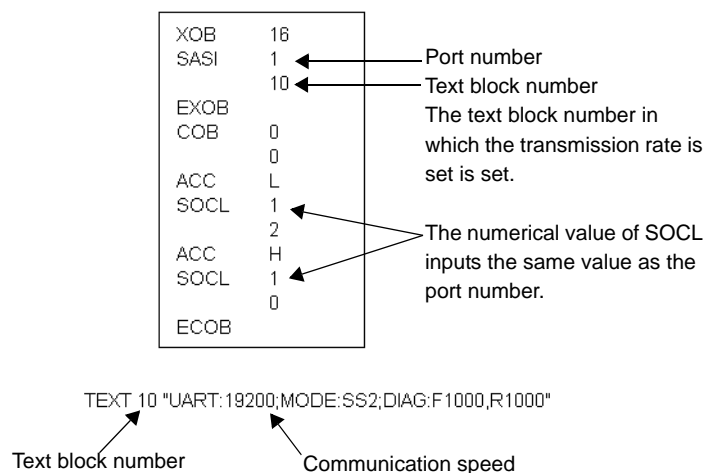 XOB 16
SASI 1
10
EXOB
COB 0
0
ACC L
SOCL 1
2
ACC H
SOCL 1
0
ECOB
Port number
Text block number
The text block number in
which the transmission rate is
set is set.
The numerical value of SOCL
inputs the same value as the
port number.
TEXT 10 "UART:19200;MODE:SS2;DIAG:F1000,R1000"
Text block number
Communication speed